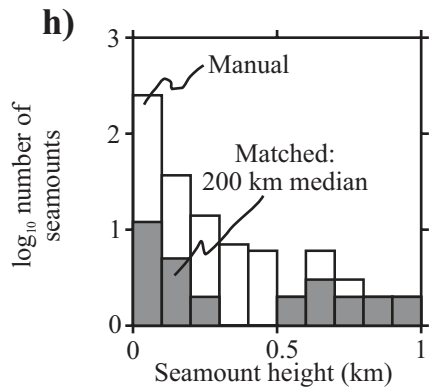 h)
3
Manual
2
Matched:
200 km median
1
0
log₁₀ number of
seamounts
0 0.5 1
Seamount height (km)